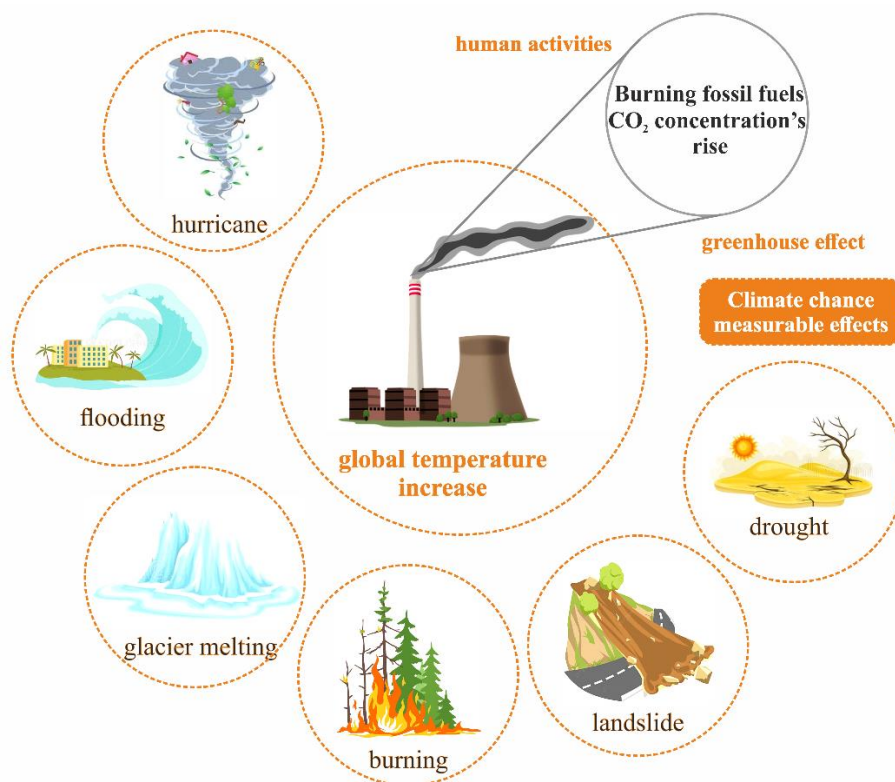 human activities
Burning fossil fuels
CO₂ concentration's
rise
hurricane
greenhouse effect
Climate chance
measurable effects
flooding
global temperature
increase
drought
glacier melting
landslide
burning